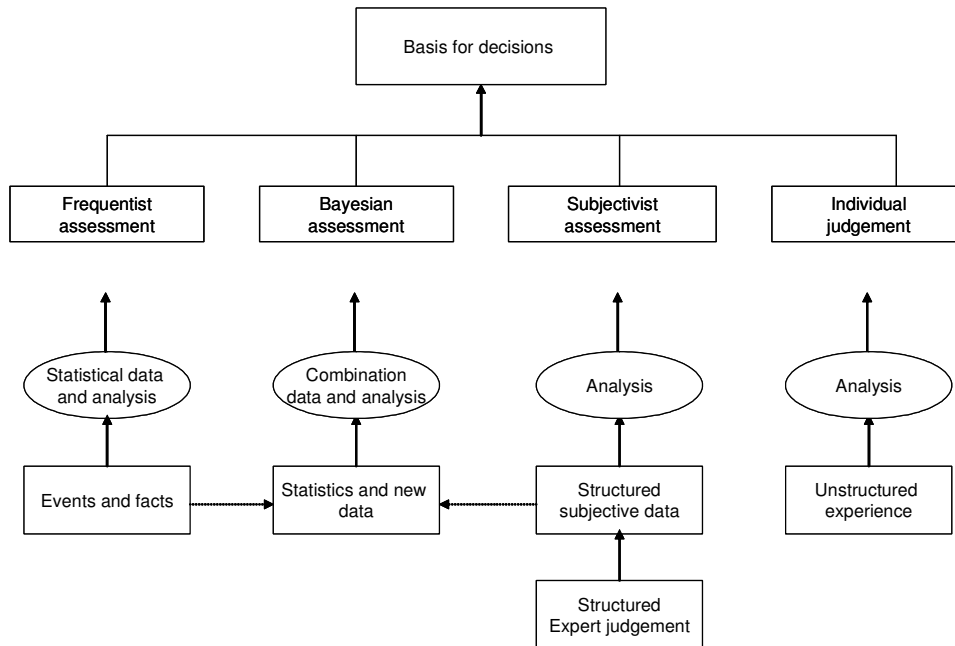 Basis for decisions
Frequentist
assessment
Bayesian
assessment
Subjectivist
assessment
Individual
judgement
Statistical data
and analysis
Combination
data and analysis
Analysis
Analysis
Events and facts
Statistics and new
data
Structured
subjective data
Unstructured
experience
Structured
Expert judgement